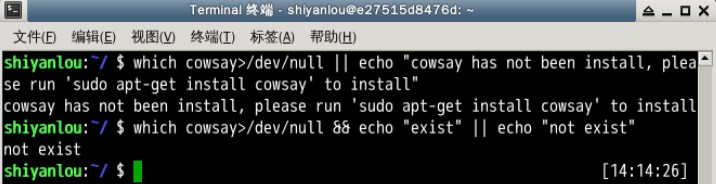 Terminal 终端 - shiyanlou@e27515d8476d: ~
文件(F) 编辑(E) 视图(V) 终端(T) 标签(A) 帮助(H)
shiyanlou:~/ $ which cowsay>/dev/null || echo "cowsay has not been install, plea
se run 'sudo apt-get install cowsay' to install"
cowsay has not been install, please run 'sudo apt-get install cowsay' to install
shiyanlou:~/ $ which cowsay>/dev/null && echo "exist" || echo "not exist"
not exist
shiyanlou:~/ $ [14:14:26]